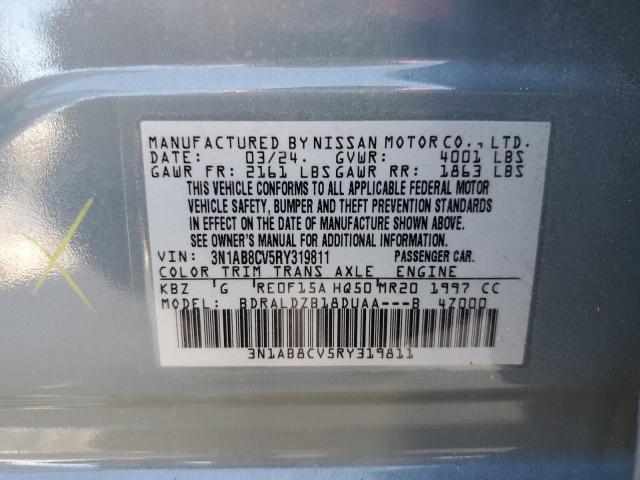 MANUFACTURED BY NISSAN MOTOR CO., LTD.
DATE: 03/24. GVWR: 4001 LBS
GAWR FR: 2161 LBS GAWR RR: 1863 LBS
THIS VEHICLE CONFORMS TO ALL APPLICABLE FEDERAL MOTOR
VEHICLE SAFETY, BUMPER AND THEFT PREVENTION STANDARDS
IN EFFECT ON THE DATE OF MANUFACTURE SHOWN ABOVE.
SEE OWNER'S MANUAL FOR ADDITIONAL INFORMATION.
VIN: 3N1AB8CV5RY319811 PASSENGER CAR.
COLOR TRIM TRANS AXLE ENGINE
KBZ 'G 'RE0F15A HQ50 MR20 1997 CC
MODEL: BDRALDZB18DUAA---B 47000
3N1AB8CV5RY319811